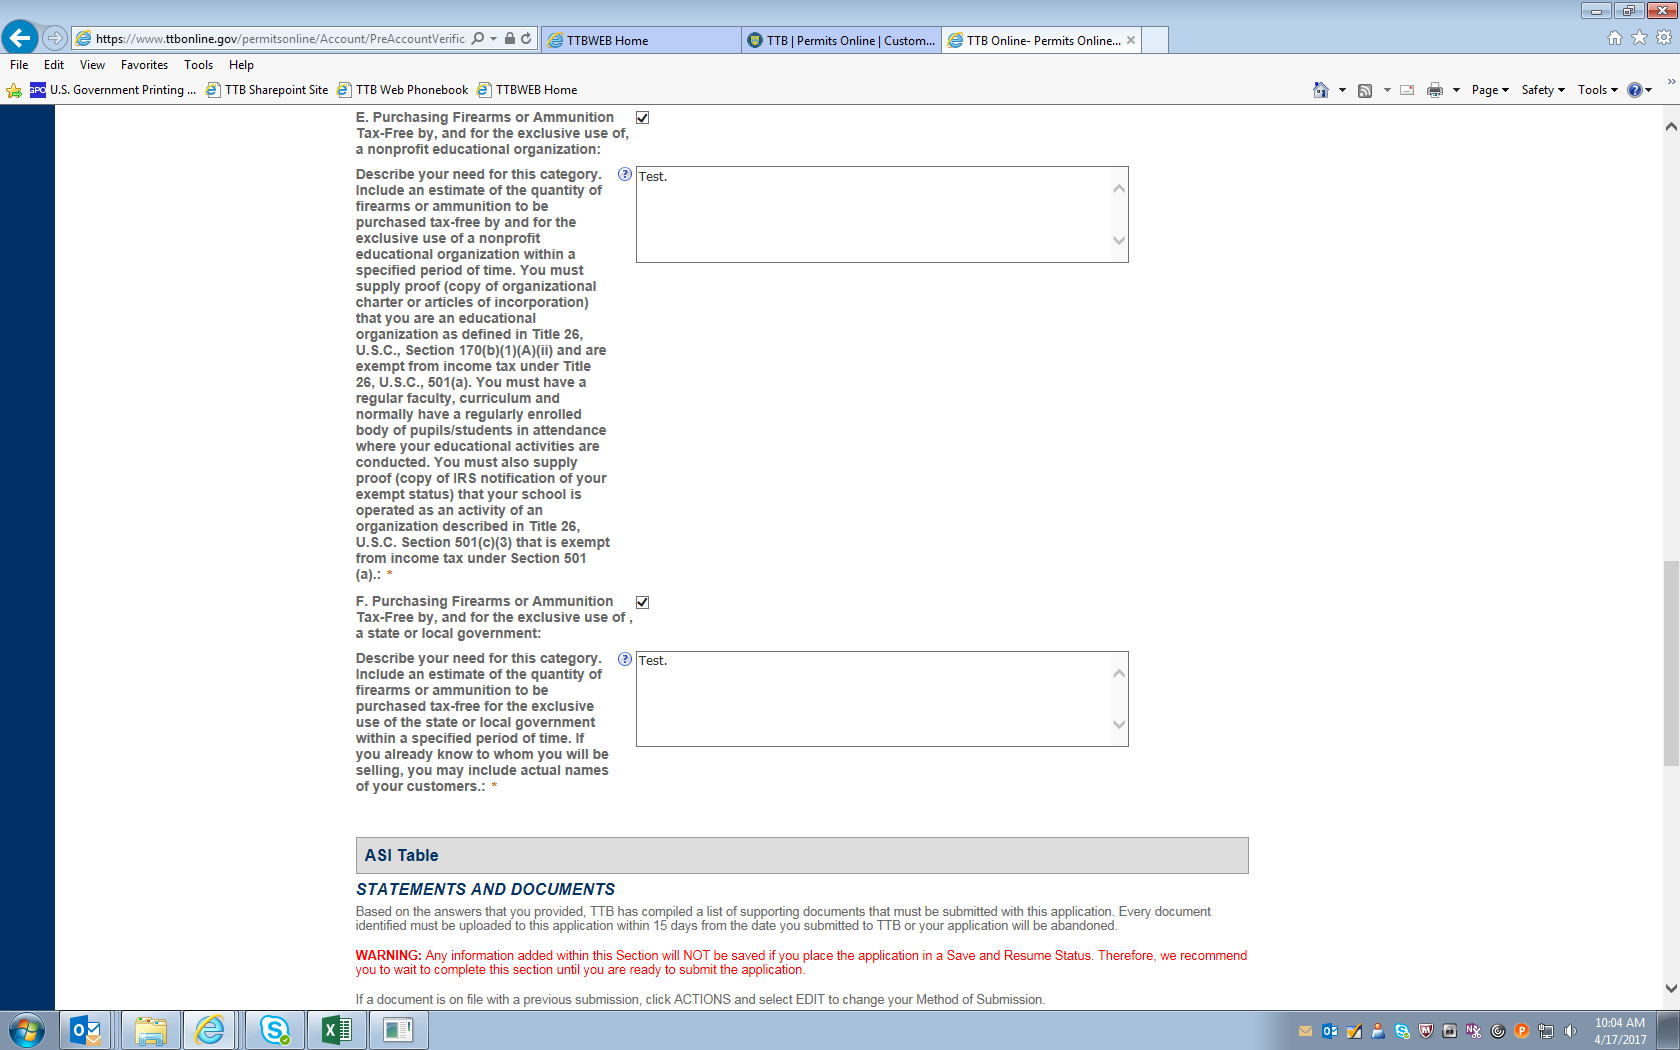 https://www.ttbonline.gov/permitsonline/Account/PreAccountVerific
TTBWEB Home
TTB | Permits Online | Custom...
TTB Online- Permits Online...
File Edit View Favorites Tools Help
GPO U.S. Government Printing ...
TTB Sharepoint Site
TTB Web Phonebook
TTBWEB Home
Page
Safety
Tools
E. Purchasing Firearms or Ammunition
Tax-Free by, and for the exclusive use of,
a nonprofit educational organization:
Describe your need for this category.
Include an estimate of the quantity of
firearms or ammunition to be
purchased tax-free by and for the
exclusive use of a nonprofit
educational organization within a
specified period of time. You must
supply proof (copy of organizational
charter or articles of incorporation)
that you are an educational
organization as defined in Title 26,
U.S.C., Section 170(b)(1)(A)(ii) and are
exempt from income tax under Title
26, U.S.C., 501(a). You must have a
regular faculty, curriculum and
normally have a regularly enrolled
body of pupils/students in attendance
where your educational activities are
conducted. You must also supply
proof (copy of IRS notification of your
exempt status) that your school is
operated as an activity of an
organization described in Title 26,
U.S.C. Section 501(c)(3) that is exempt
from income tax under Section 501
(a).: *
Test.
F. Purchasing Firearms or Ammunition
Tax-Free by, and for the exclusive use of ,
a state or local government:
Describe your need for this category.
Include an estimate of the quantity of
firearms or ammunition to be
purchased tax-free for the exclusive
use of the state or local government
within a specified period of time. If
you already know to whom you will be
selling, you may include actual names
of your customers.: *
Test.
ASI Table
STATEMENTS AND DOCUMENTS
Based on the answers that you provided, TTB has compiled a list of supporting documents that must be submitted with this application. Every document
identified must be uploaded to this application within 15 days from the date you submitted to TTB or your application will be abandoned.
WARNING: Any information added within this Section will NOT be saved if you place the application in a Save and Resume Status. Therefore, we recommend
you to wait to complete this section until you are ready to submit the application.
If a document is on file with a previous submission, click ACTIONS and select EDIT to change your Method of Submission.
10:04 AM
4/17/2017